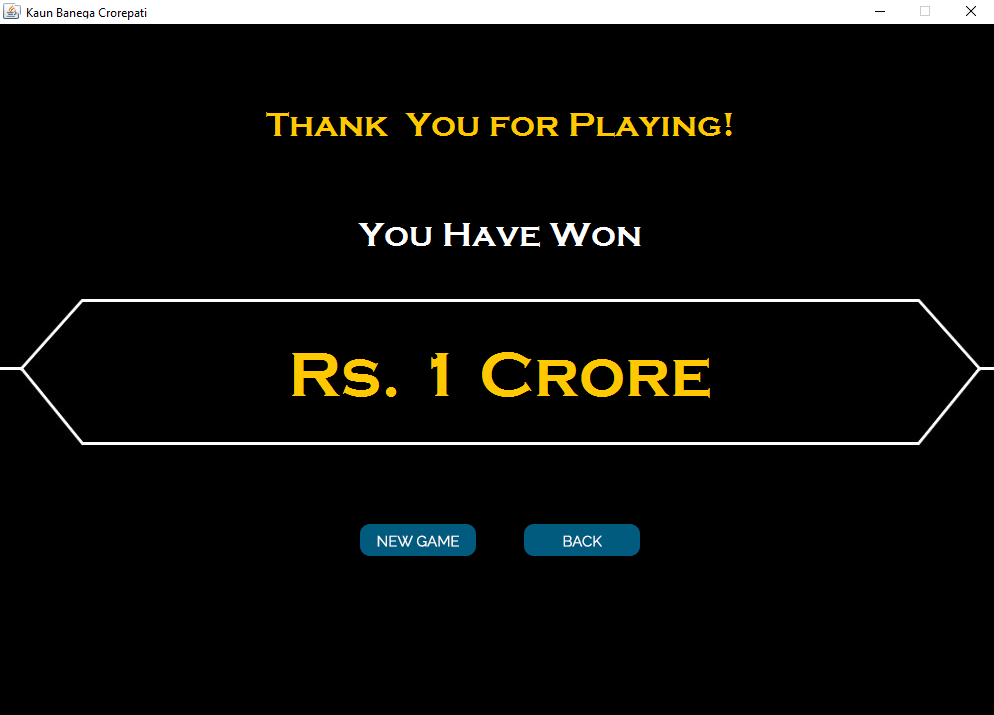 Kaun Banega Crorepati
Thank  You for Playing!
You Have Won
Rs. 1 Crore
NEW GAME
BACK